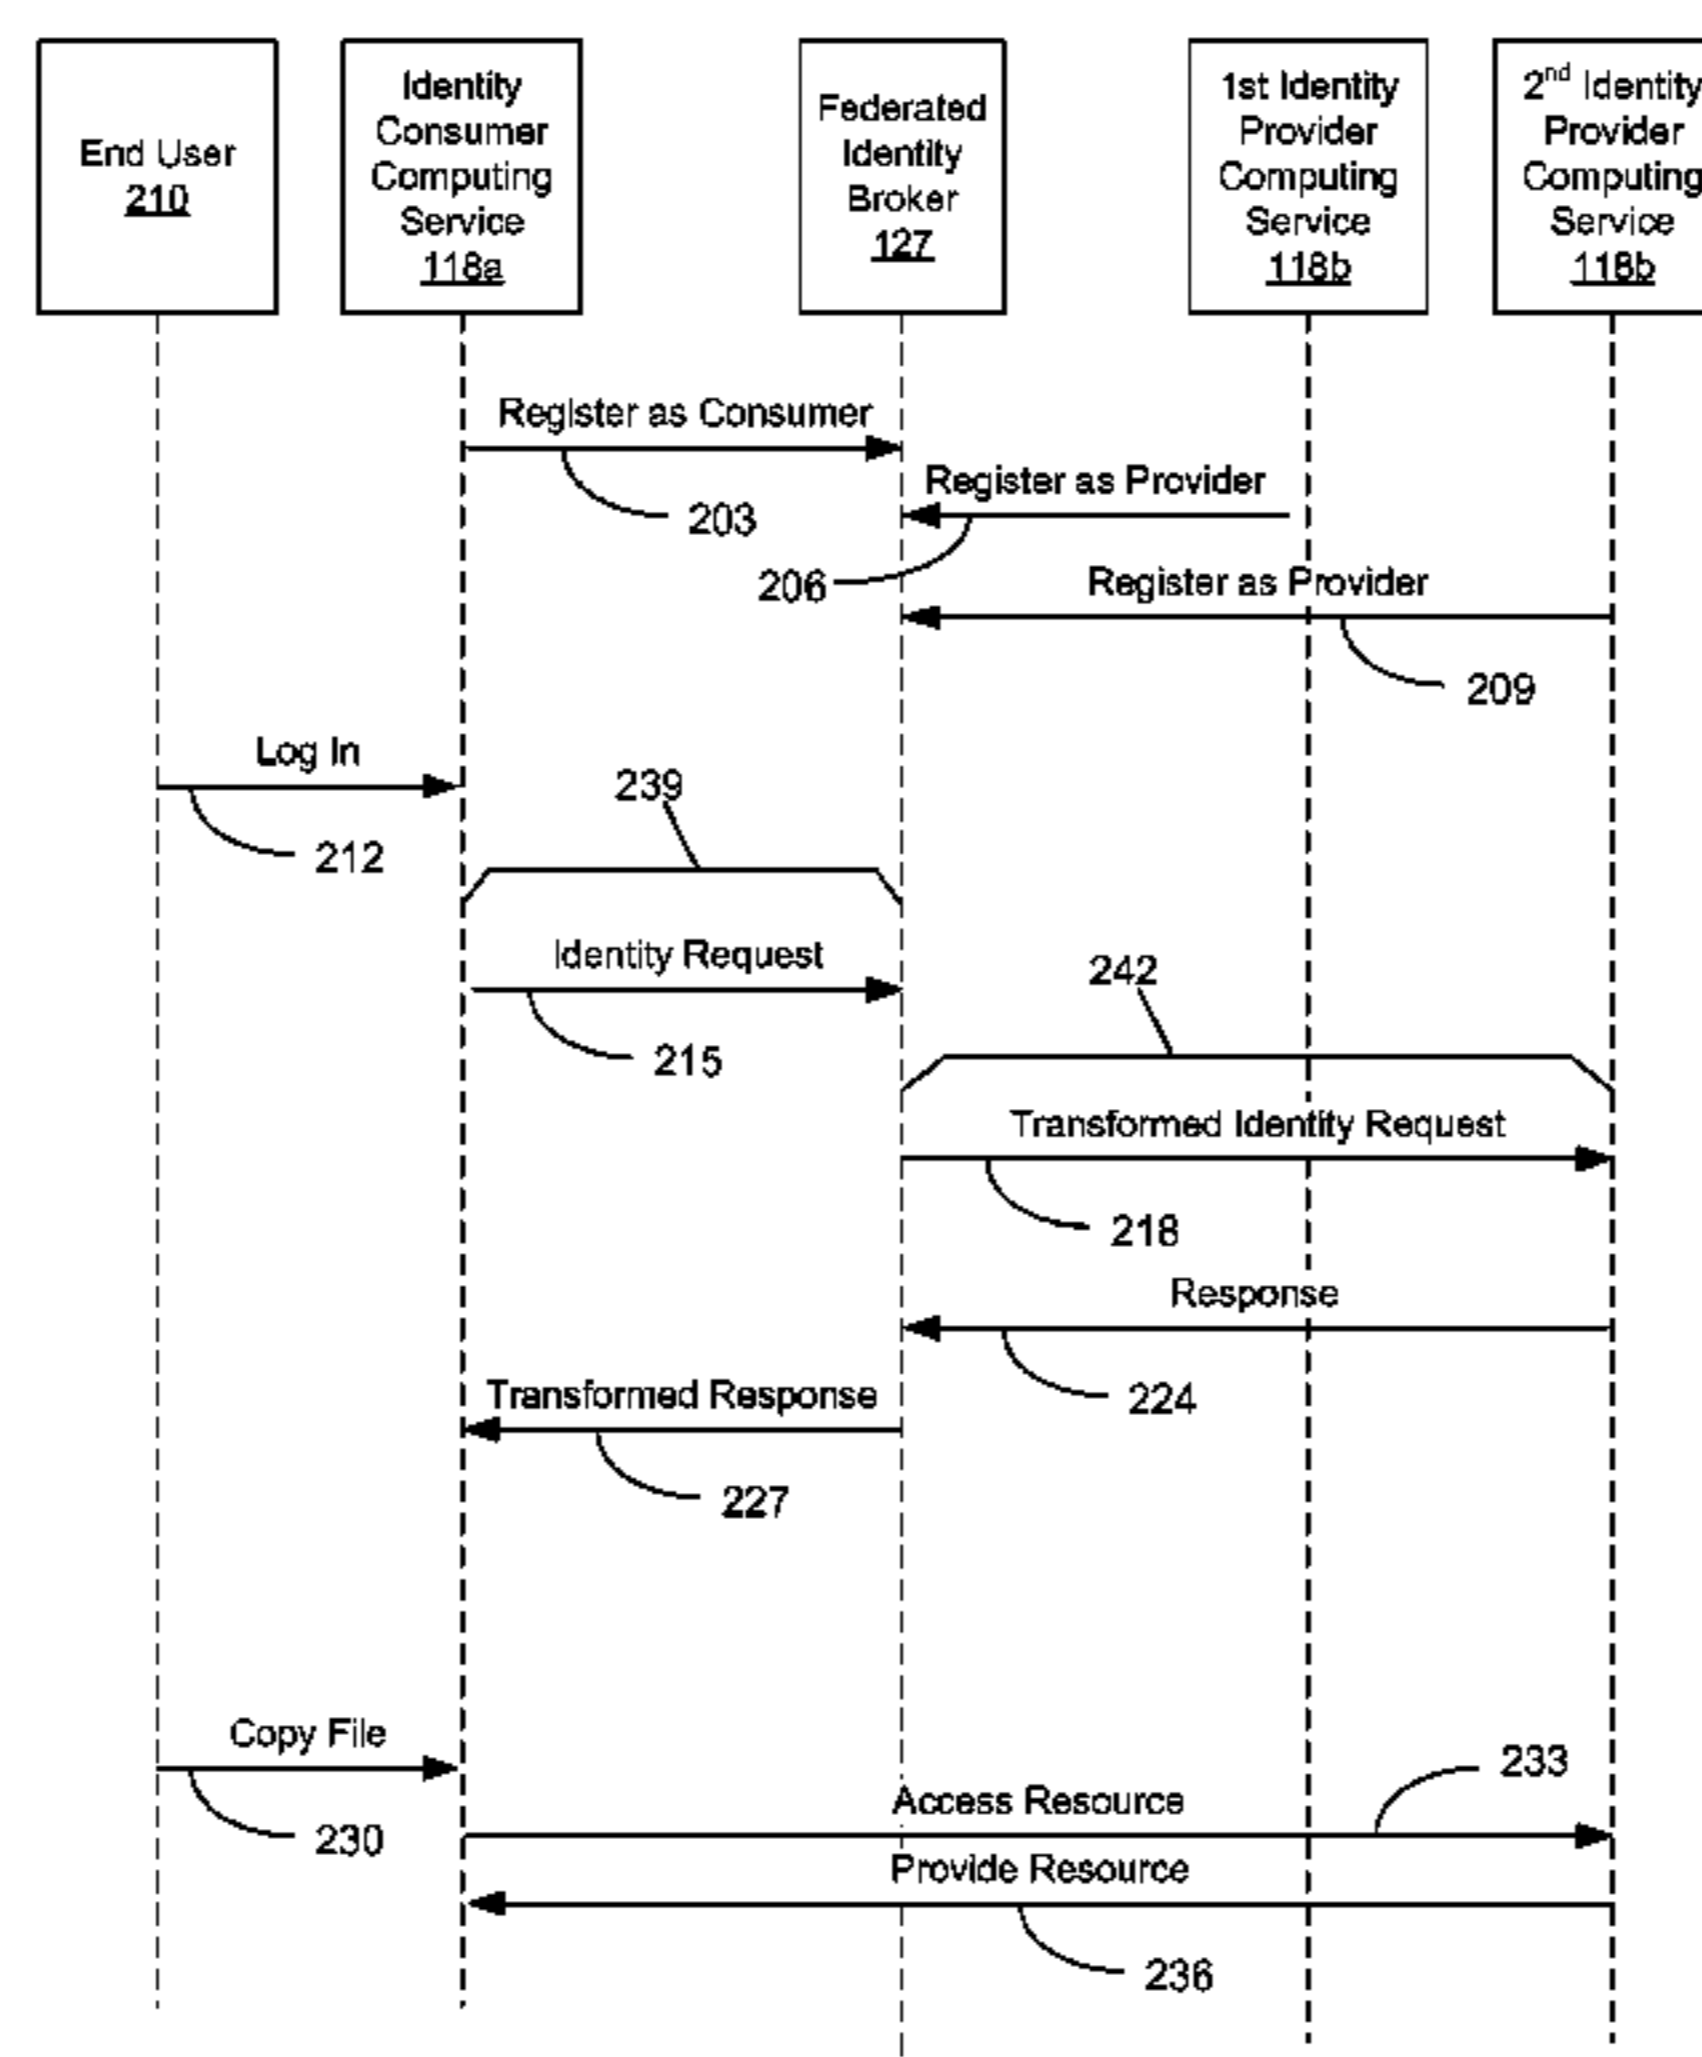 End User
210
Identity
Consumer
Computing
Service
118a
Federated
Identity
Broker
127
1st Identity
Provider
Computing
Service
118b
2nd Identity
Provider
Computing
Service
118b
Register as Consumer
203
Register as Provider
206
Register as Provider
209
Log In
212
239
Identity Request
215
242
Transformed Identity Request
218
Response
224
Transformed Response
227
Copy File
230
233
Access Resource
Provide Resource
236